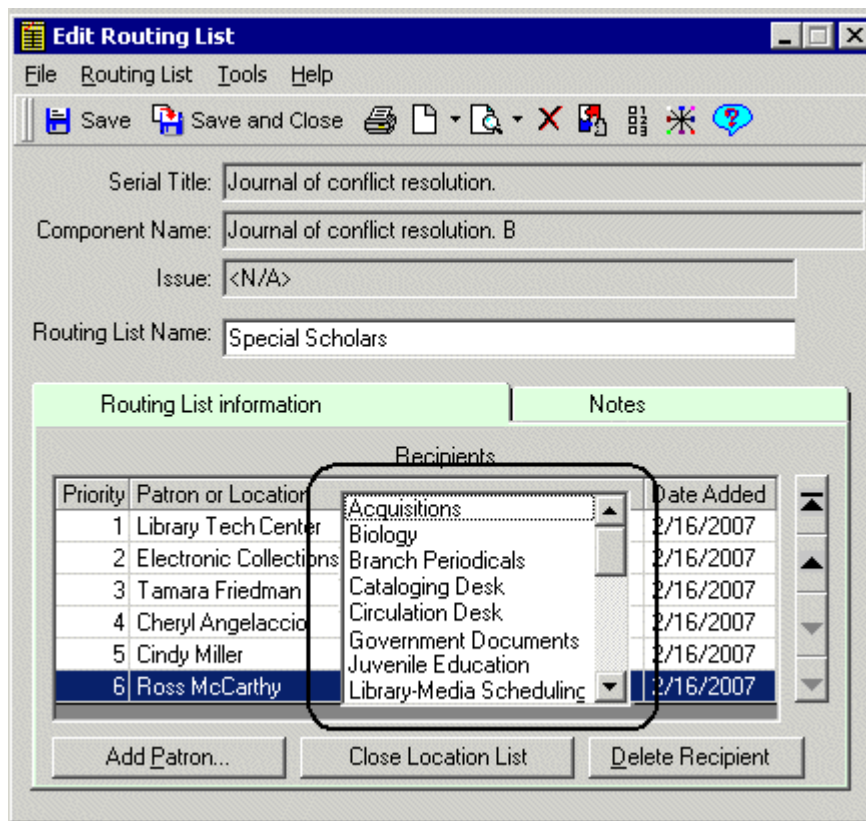 Edit Routing List
File Routing List Tools Help
Save Save and Close
Serial Title: Journal of conflict resolution.
Component Name: Journal of conflict resolution. B
Issue: <N/A>
Routing List Name: Special Scholars
Routing List information Notes
Recipients
Priority Patron or Location Date Added
1 Library Tech Center 2/16/2007
2 Electronic Collections 2/16/2007
3 Tamara Friedman 2/16/2007
4 Cheryl Angelaccio 2/16/2007
5 Cindy Miller 2/16/2007
6 Ross McCarthy 2/16/2007
Acquisitions
Biology
Branch Periodicals
Cataloging Desk
Circulation Desk
Government Documents
Juvenile Education
Library-Media Scheduling
Add Patron... Close Location List Delete Recipient